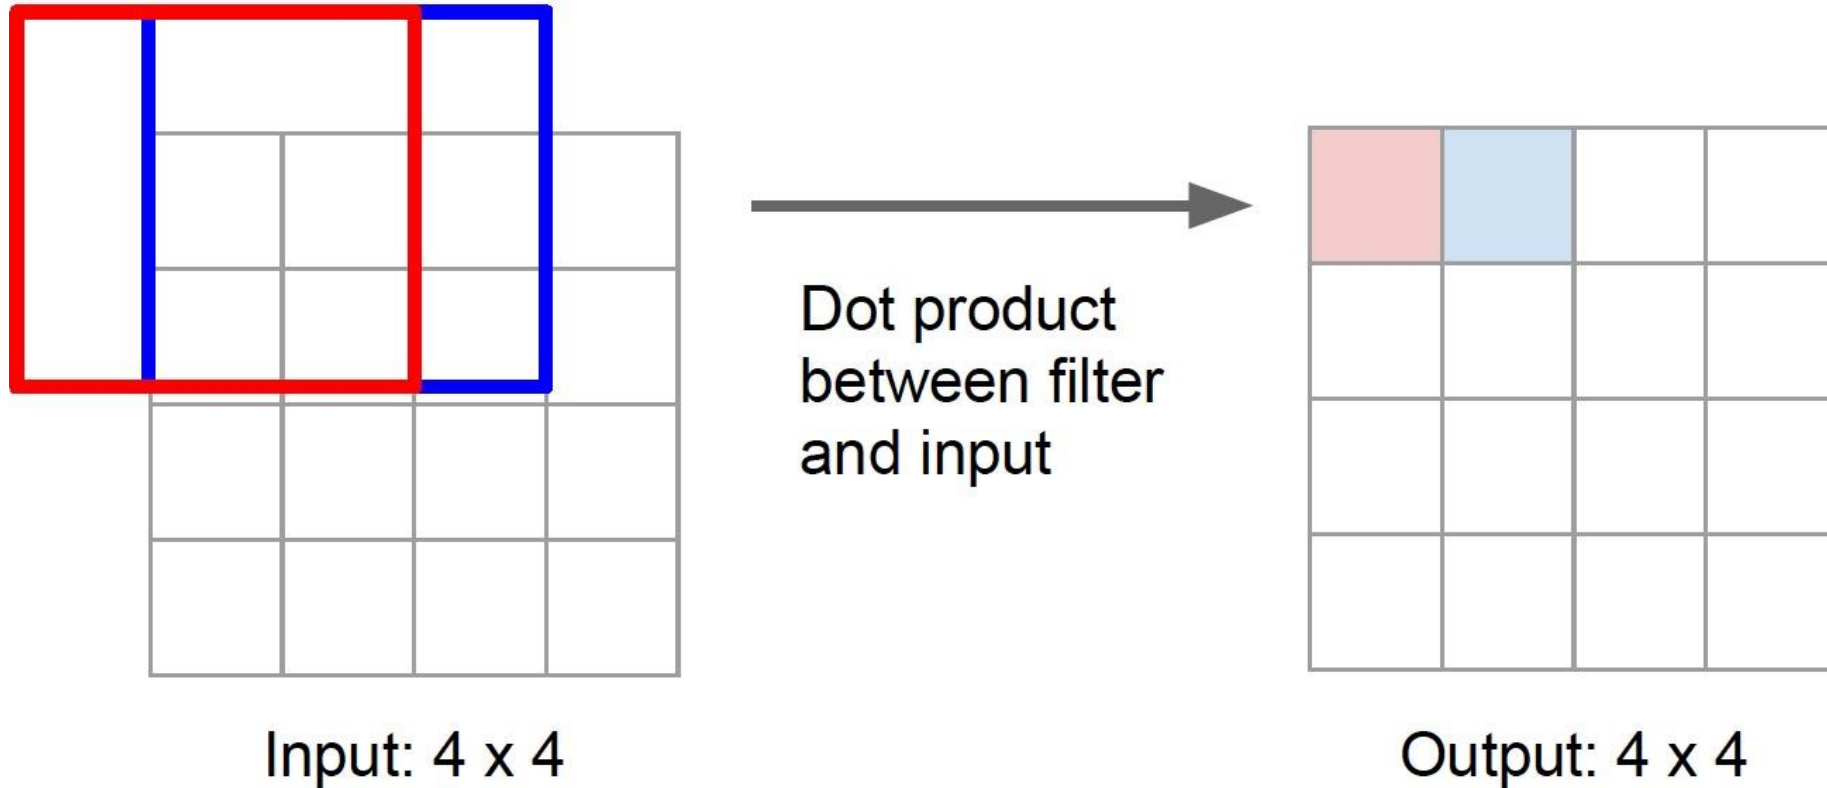 Dot product
between filter
and input
Input: 4 x 4
Output: 4 x 4